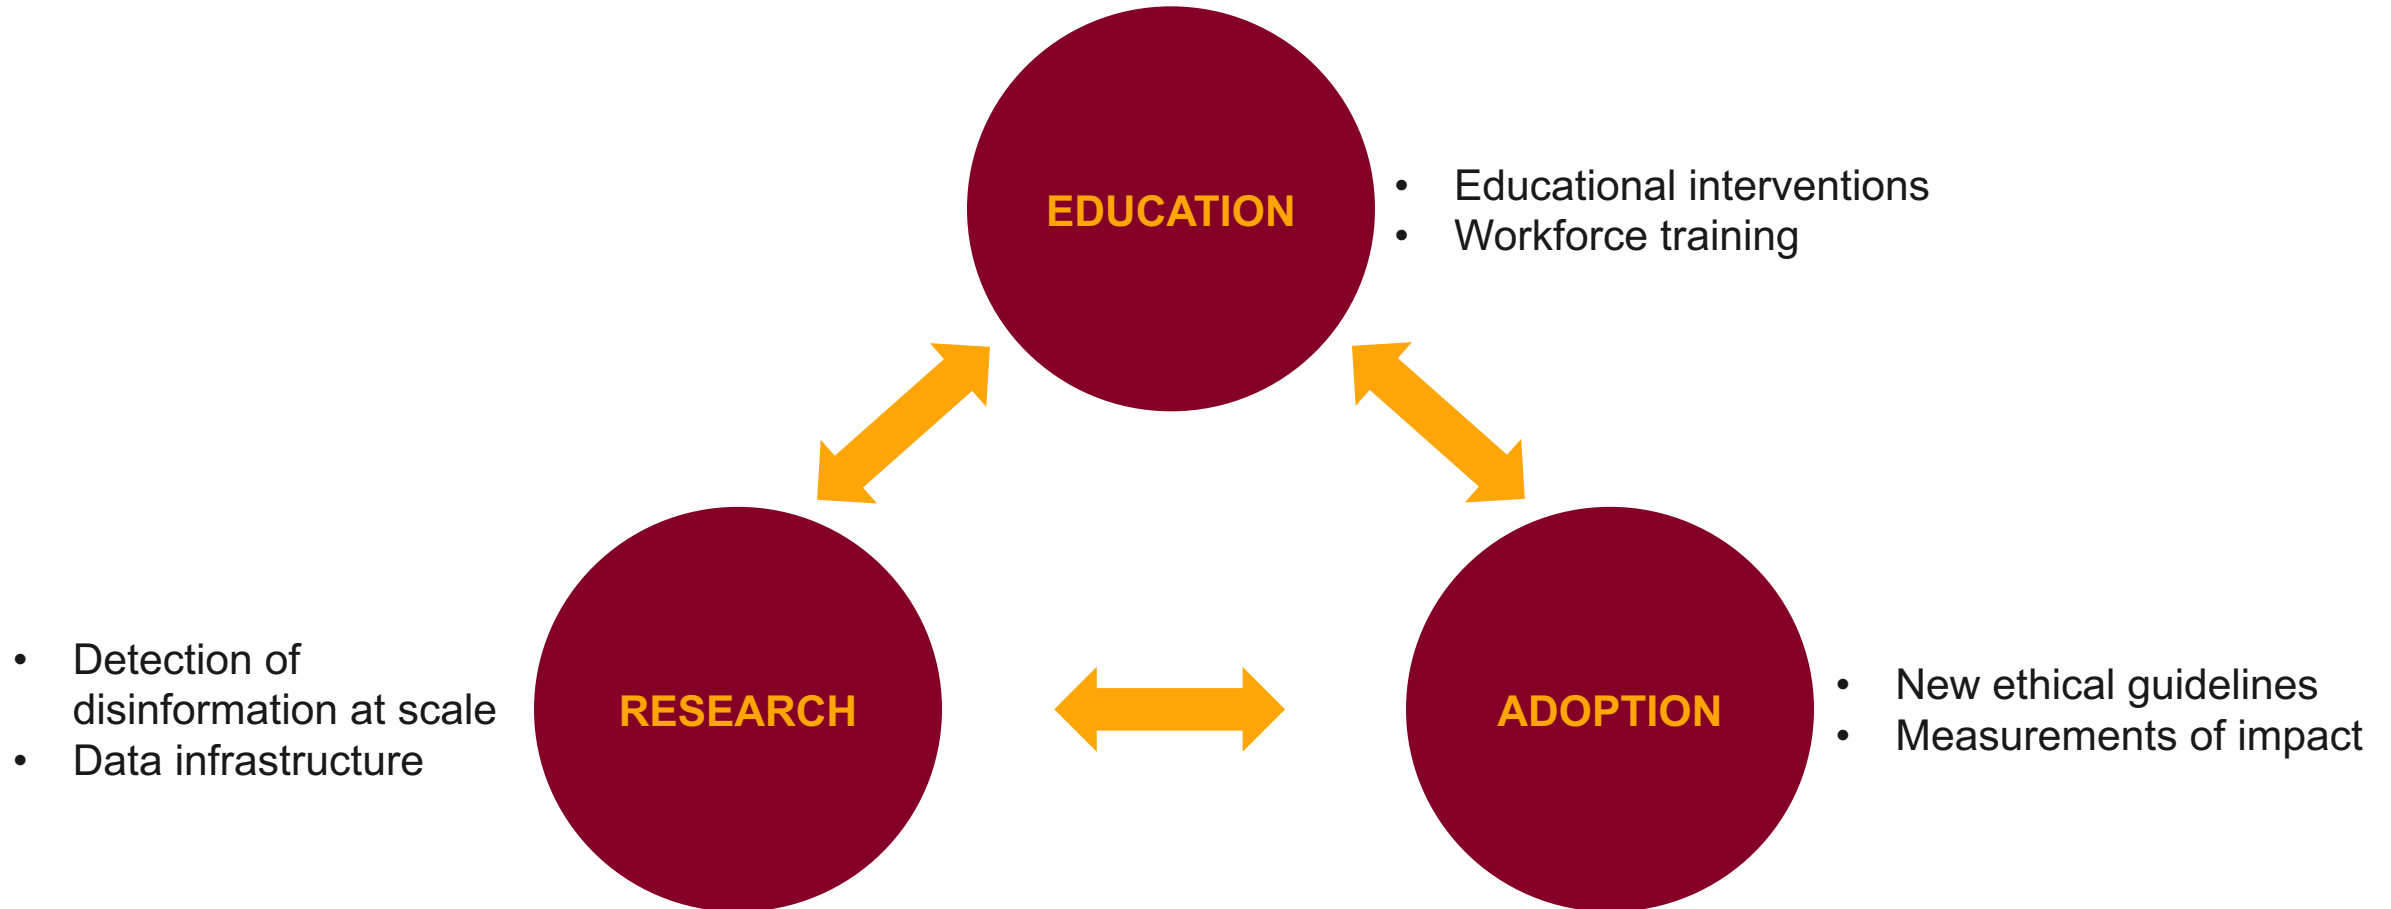 EDUCATION
• Educational interventions
• Workforce training
• Detection of
disinformation at scale
• Data infrastructure
RESEARCH
ADOPTION
• New ethical guidelines
• Measurements of impact